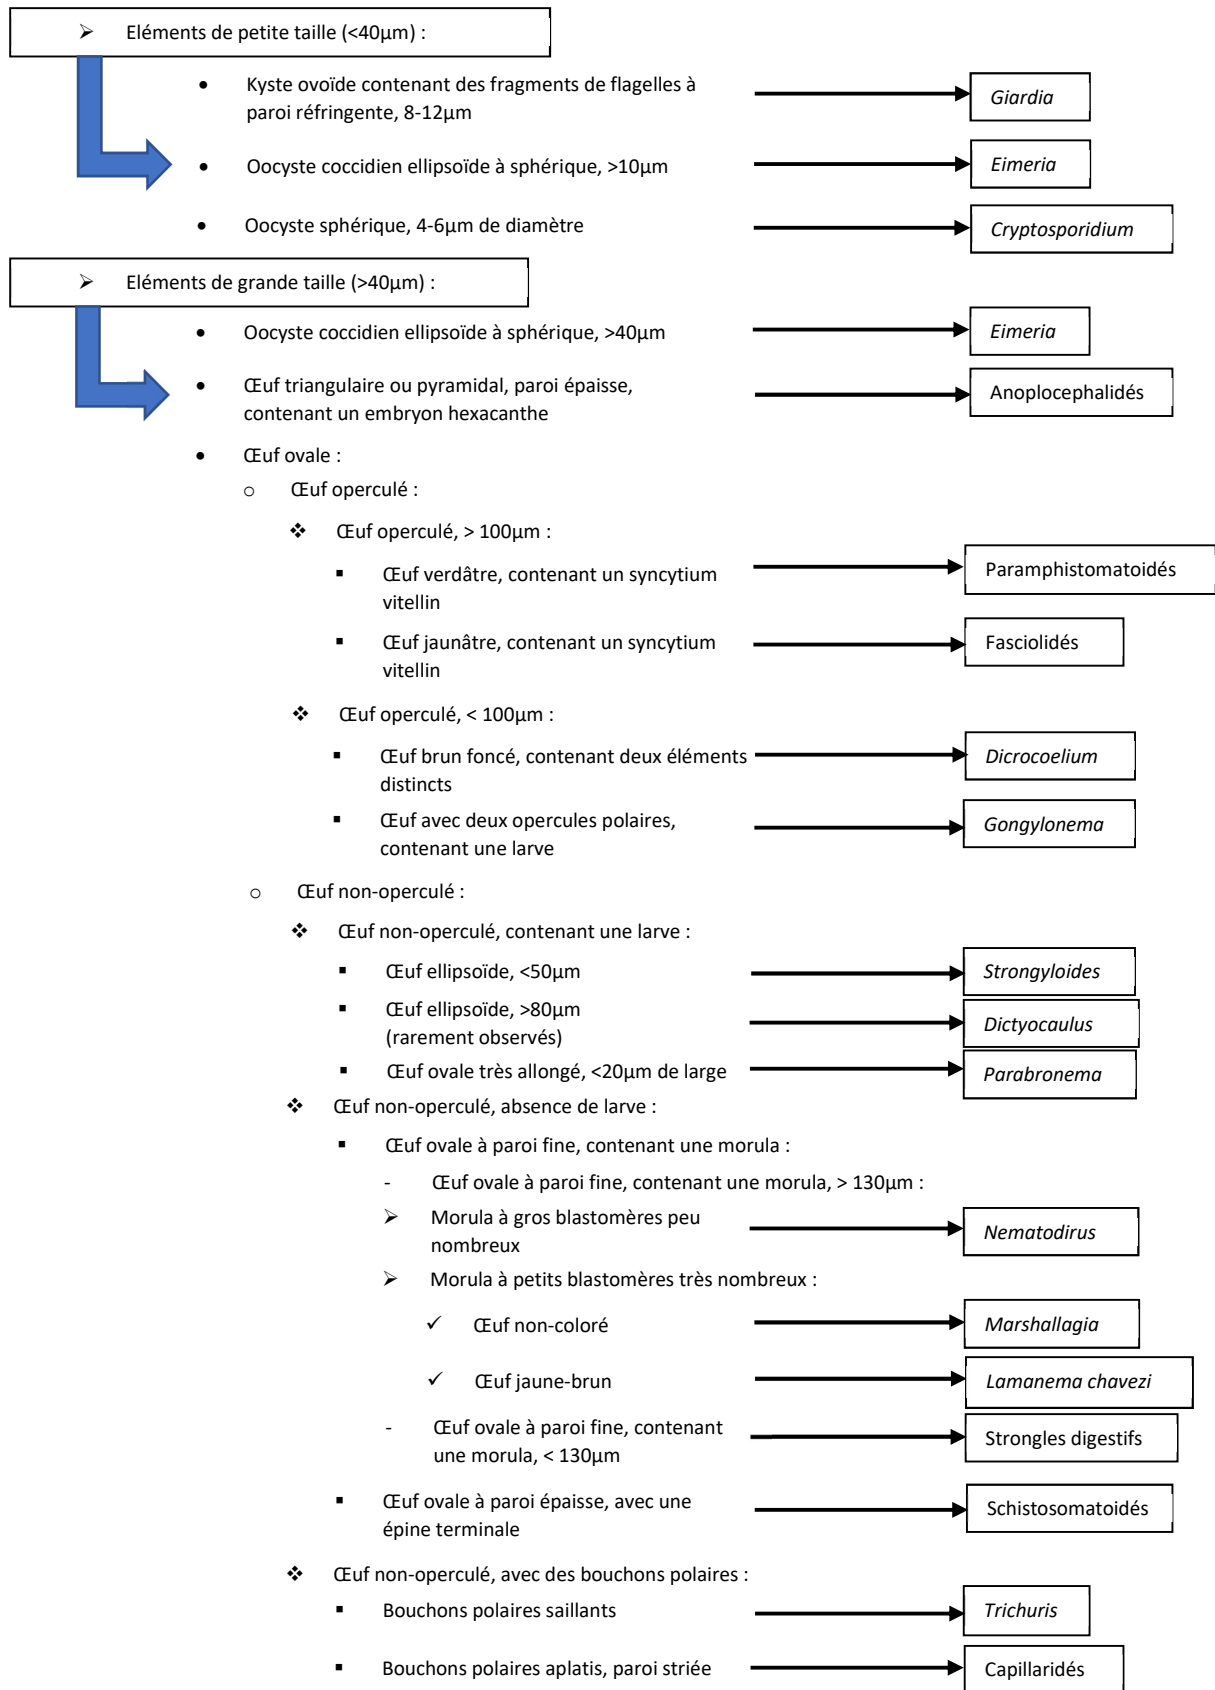 ➢ Eléments de petite taille (<40µm) :
• Kyste ovoïde contenant des fragments de flagelles à
paroi réfringente, 8-12µm
Giardia
• Oocyste coccidien ellipsoïde à sphérique, >10µm
Eimeria
• Oocyste sphérique, 4-6µm de diamètre
Cryptosporidium
➢ Eléments de grande taille (>40µm) :
• Oocyste coccidien ellipsoïde à sphérique, >40µm
Eimeria
• Œuf triangulaire ou pyramidal, paroi épaisse,
contenant un embryon hexacanthe
Anoplocephalidés
• Œuf ovale :
o Œuf operculé :
❖ Œuf operculé, > 100µm :
▪ Œuf verdâtre, contenant un syncytium
vitellin
Paramphistomatoidés
▪ Œuf jaunâtre, contenant un syncytium
vitellin
Fasciolidés
❖ Œuf operculé, < 100µm :
▪ Œuf brun foncé, contenant deux éléments
distincts
Dicrocoelium
▪ Œuf avec deux opercules polaires,
contenant une larve
Gongylonema
o Œuf non-operculé :
❖ Œuf non-operculé, contenant une larve :
▪ Œuf ellipsoïde, <50µm
Strongyloides
▪ Œuf ellipsoïde, >80µm
(rarement observés)
Dictyocaulus
▪ Œuf ovale très allongé, <20µm de large
Parabronema
❖ Œuf non-operculé, absence de larve :
▪ Œuf ovale à paroi fine, contenant une morula :
- Œuf ovale à paroi fine, contenant une morula, > 130µm :
➢ Morula à gros blastomères peu
nombreux
Nematodirus
➢ Morula à petits blastomères très nombreux :
✓ Œuf non-coloré
Marshallagia
✓ Œuf jaune-brun
Lamanema chavezi
- Œuf ovale à paroi fine, contenant
une morula, < 130µm
Strongles digestifs
▪ Œuf ovale à paroi épaisse, avec une
épine terminale
Schistosomatoidés
❖ Œuf non-operculé, avec des bouchons polaires :
▪ Bouchons polaires saillants
Trichuris
▪ Bouchons polaires aplatis, paroi striée
Capillaridés